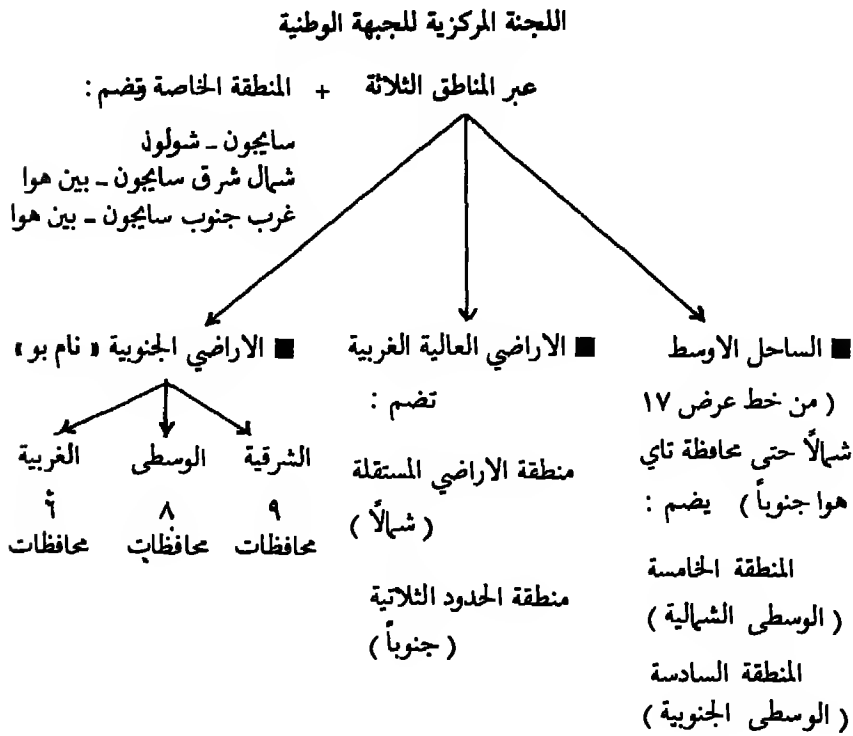 اللجنة المركزية للجبهة الوطنية
عبر المناطق الثلاثة + المنطقة الخاصة وتضم :
سايجون ـ شولون
شمال شرق سايجون ـ بين هوا
غرب جنوب سايجون ـ بين هوا
■ الساحل الاوسط
( من خط عرض ١٧
شمالاً حتى محافظة تاي
هوا جنوباً ) يضم :
المنطقة الخامسة
( الوسطى الشمالية )
المنطقة السادسة
( الوسطى الجنوبية )
■ الاراضي العالية الغربية
تضم :
منطقة الاراضي المستقلة
( شمالاً )
منطقة الحدود الثلاتية
( جنوباً )
■ الاراضي الجنوبية « نام بو »
الشرقية الوسطى الغربية
٩ ٨ ٦
محافظات محافظات محافظات